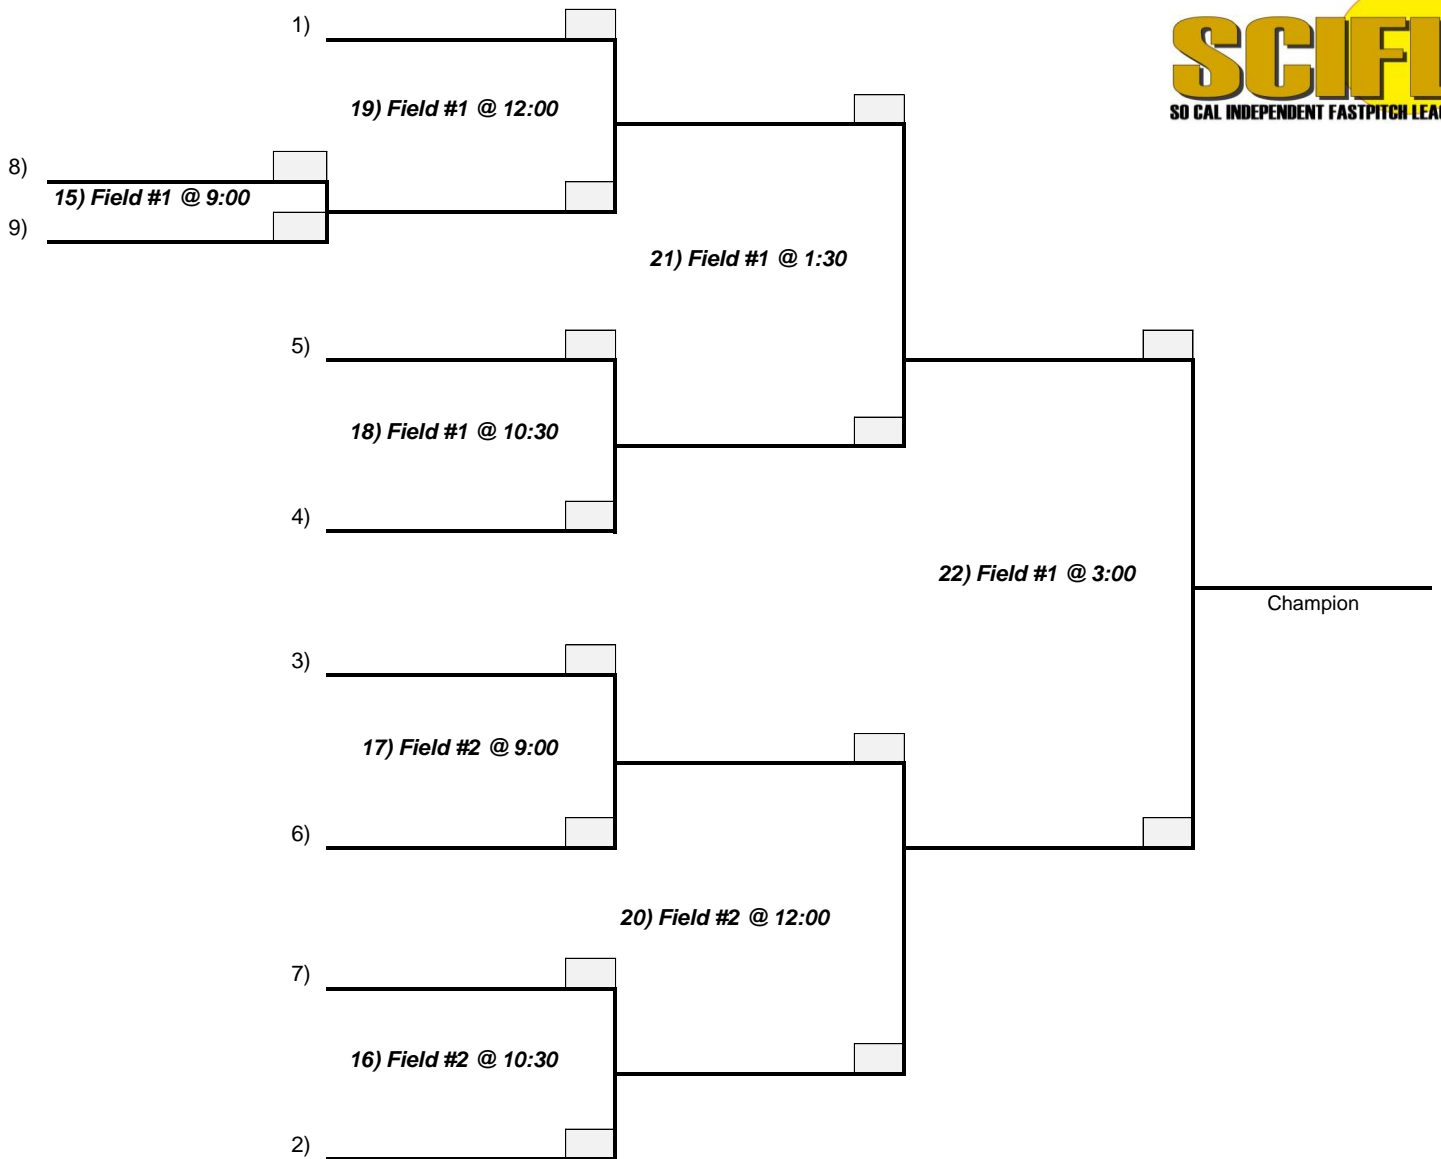 1)
SCIFL
SO CAL INDEPENDENT FASTPITCH LEA
19) Field #1 @ 12:00
8)
15) Field #1 @ 9:00
9)
21) Field #1 @ 1:30
5)
18) Field #1 @ 10:30
4)
22) Field #1 @ 3:00
Champion
3)
17) Field #2 @ 9:00
6)
20) Field #2 @ 12:00
7)
16) Field #2 @ 10:30
2)